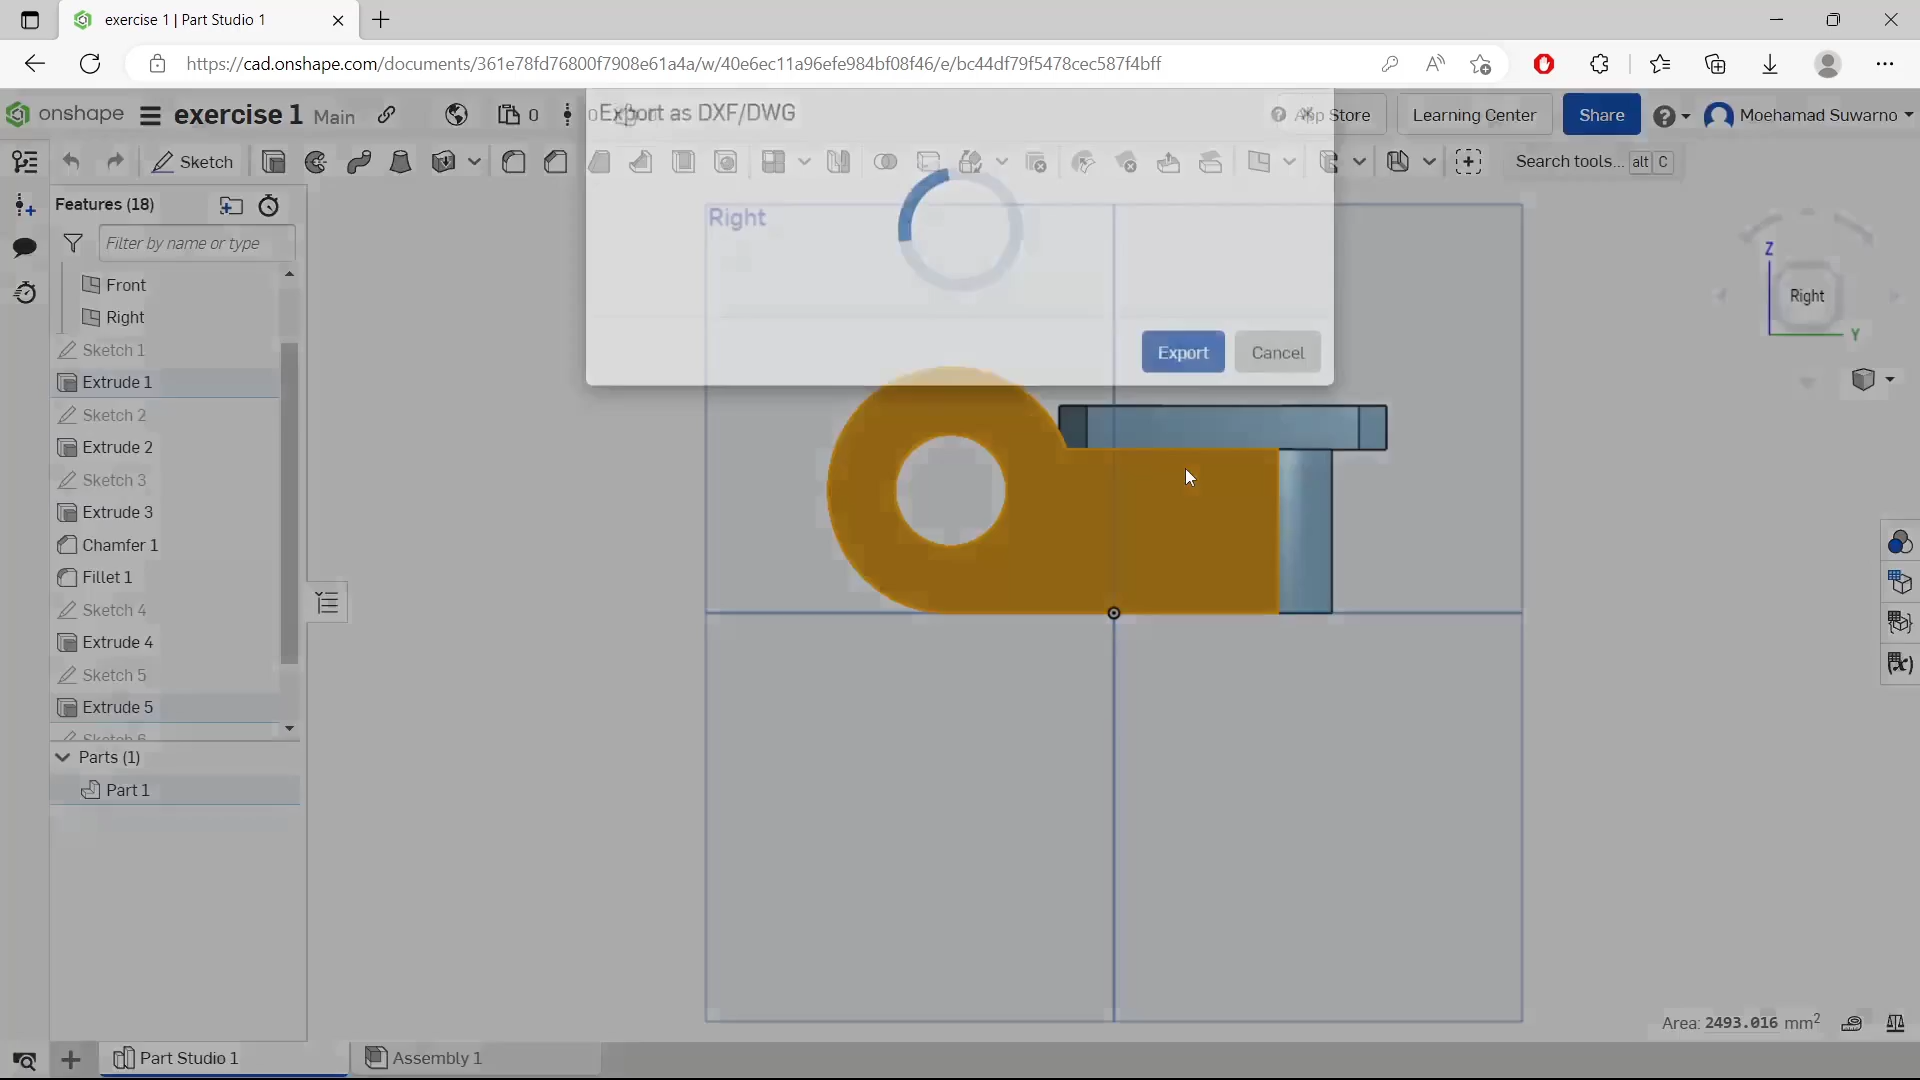 exercise 1 | Part Studio 1
https://cad.onshape.com/documents/361e78fd76800f7908e61a4a/w/40e6ec11a96efe984bf08f46/e/bc44df79f5478cec587f4bff
onshape exercise 1 Main 0 Export as DXF/DWG App Store Learning Center Share Moehamad Suwarno
Sketch Search tools... alt C
Features (18)
Filter by name or type
Front
Right
Sketch 1
Extrude 1
Sketch 2
Extrude 2
Sketch 3
Extrude 3
Chamfer 1
Fillet 1
Sketch 4
Extrude 4
Sketch 5
Extrude 5
Sketch 6
Parts (1)
Part 1
Right
Export Cancel
Z
Right
Y
Area: 2493.016 mm²
Part Studio 1 Assembly 1